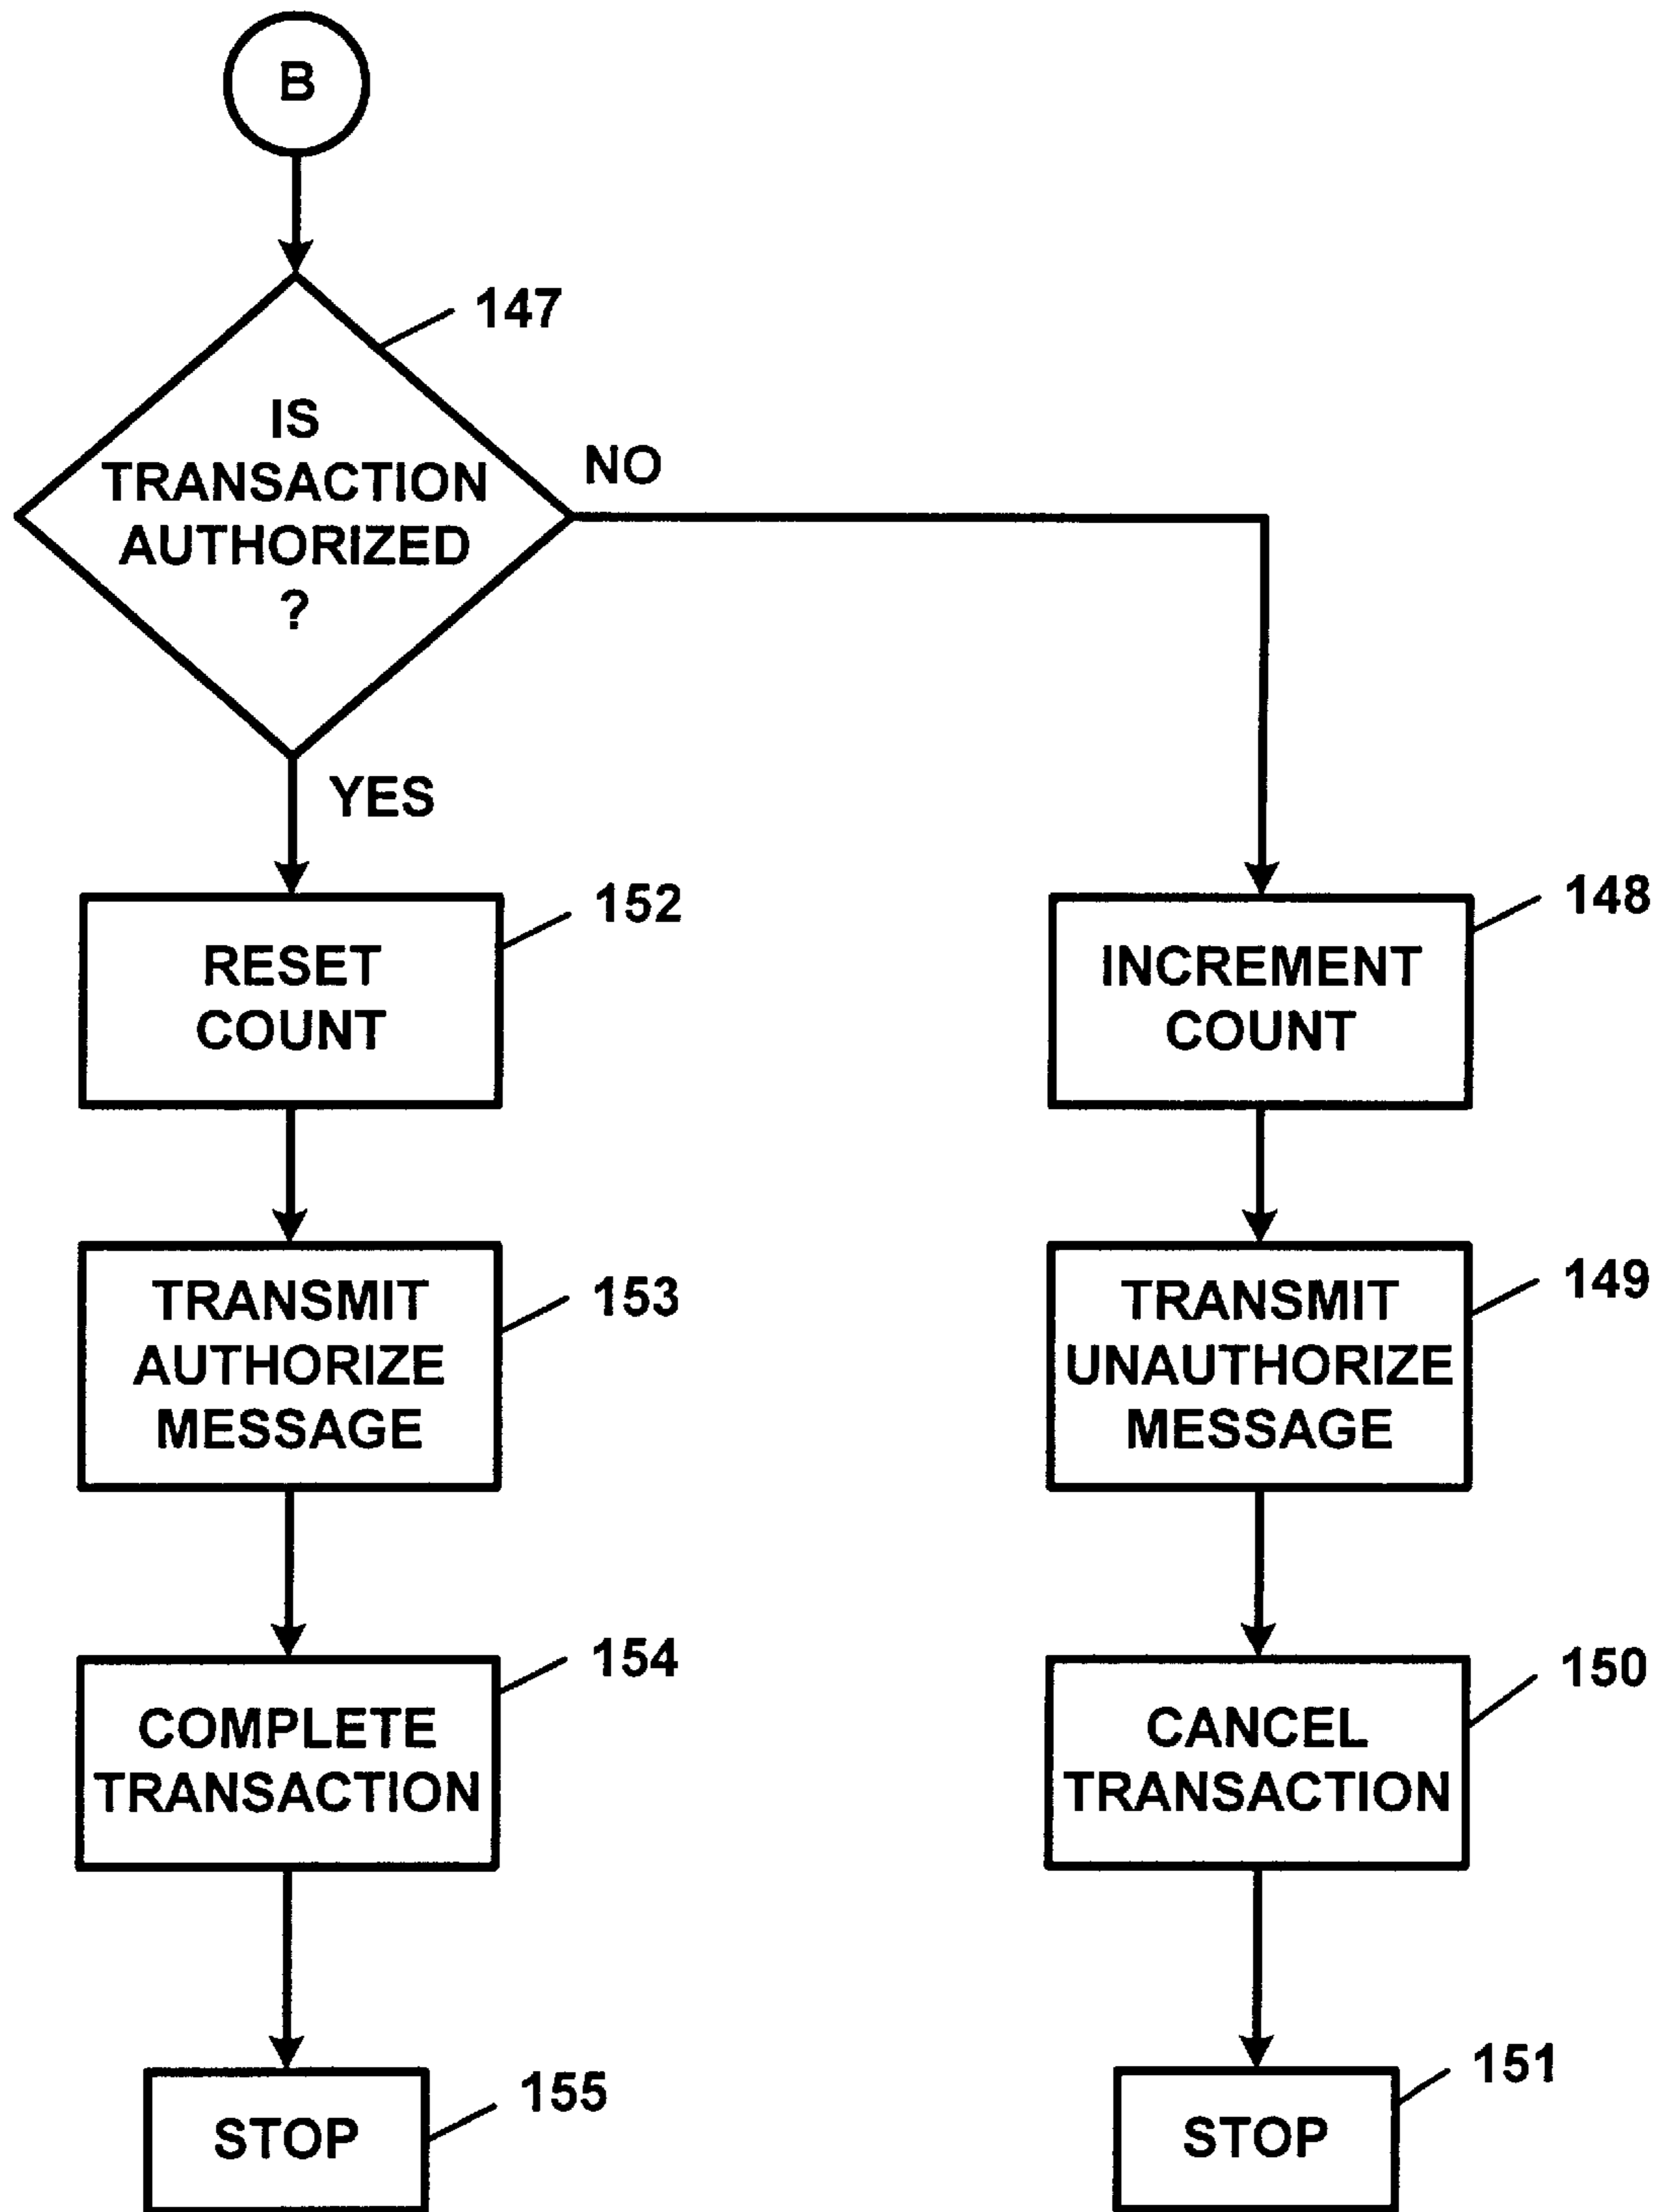 B
147
IS
TRANSACTION
AUTHORIZED
?
NO
YES
152
RESET
COUNT
148
INCREMENT
COUNT
153
TRANSMIT
AUTHORIZE
MESSAGE
149
TRANSMIT
UNAUTHORIZE
MESSAGE
154
COMPLETE
TRANSACTION
150
CANCEL
TRANSACTION
155
STOP
151
STOP